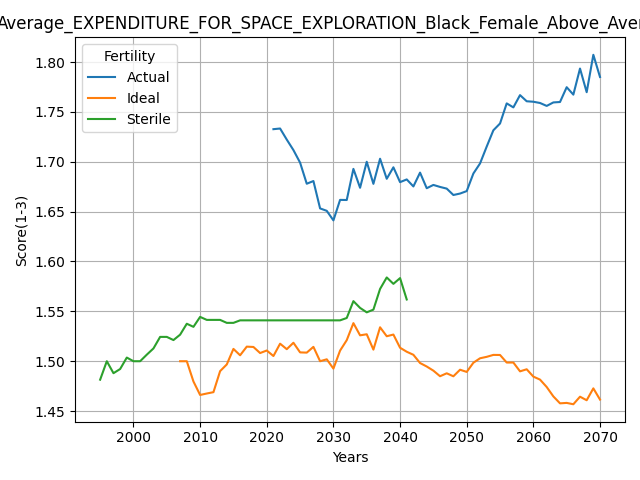 Average_EXPENDITURE_FOR_SPACE_EXPLORATION_Black_Female_Above_Aver
Fertility
Actual
Ideal
Sterile
1.80
1.75
1.70
1.65
1.60
1.55
1.50
1.45
Score(1-3)
2000 2010 2020 2030 2040 2050 2060 2070
Years